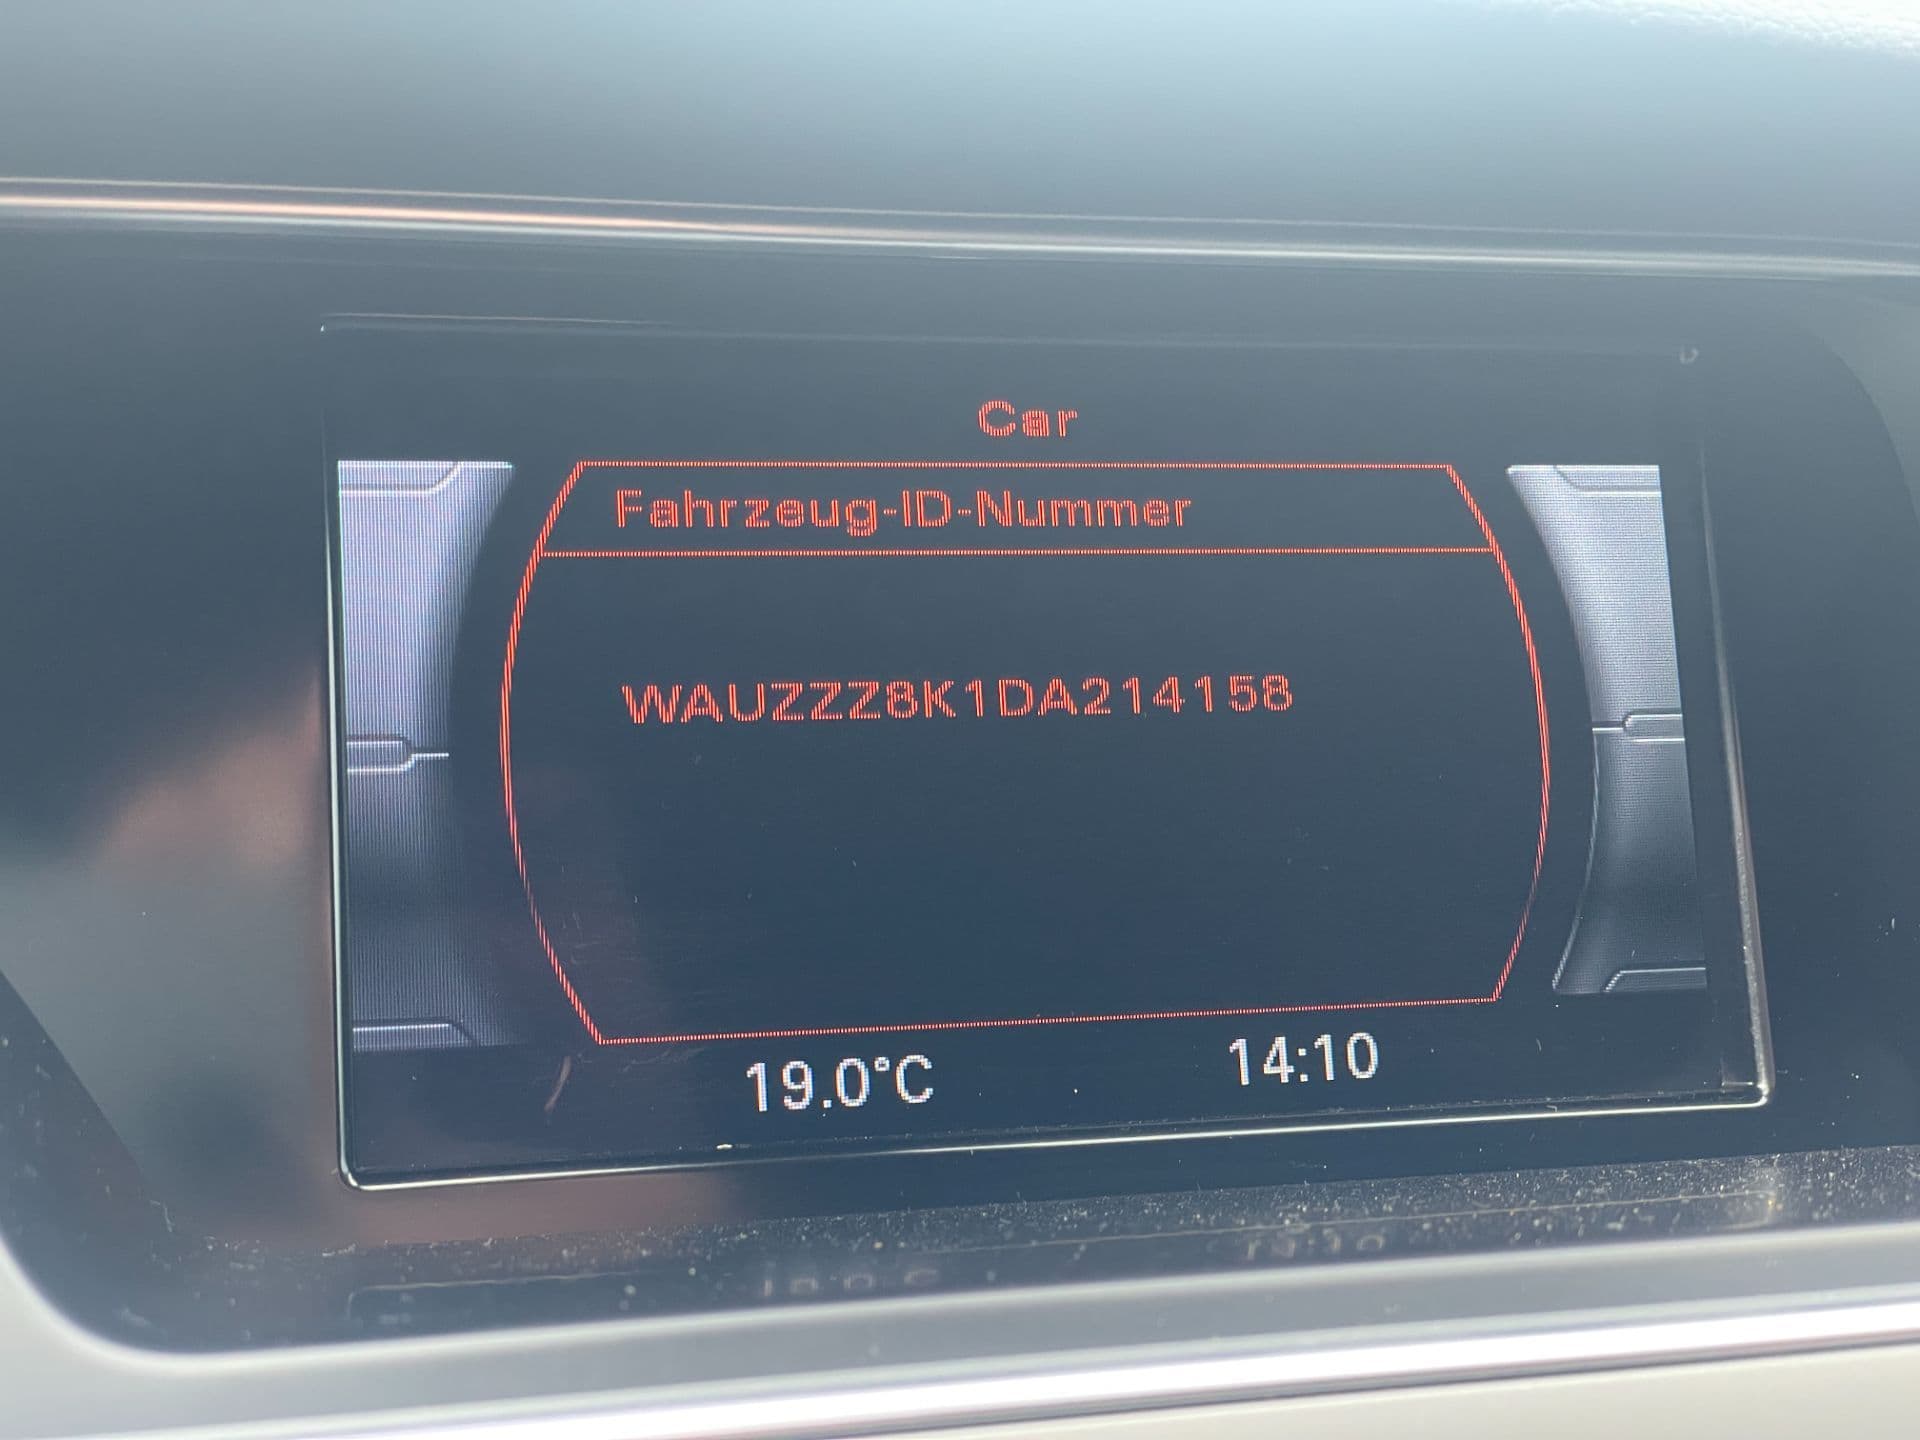 Car
Fahrzeug-ID-Nummer
WAUZZZ8K1DA214158
19.0°C 14:10